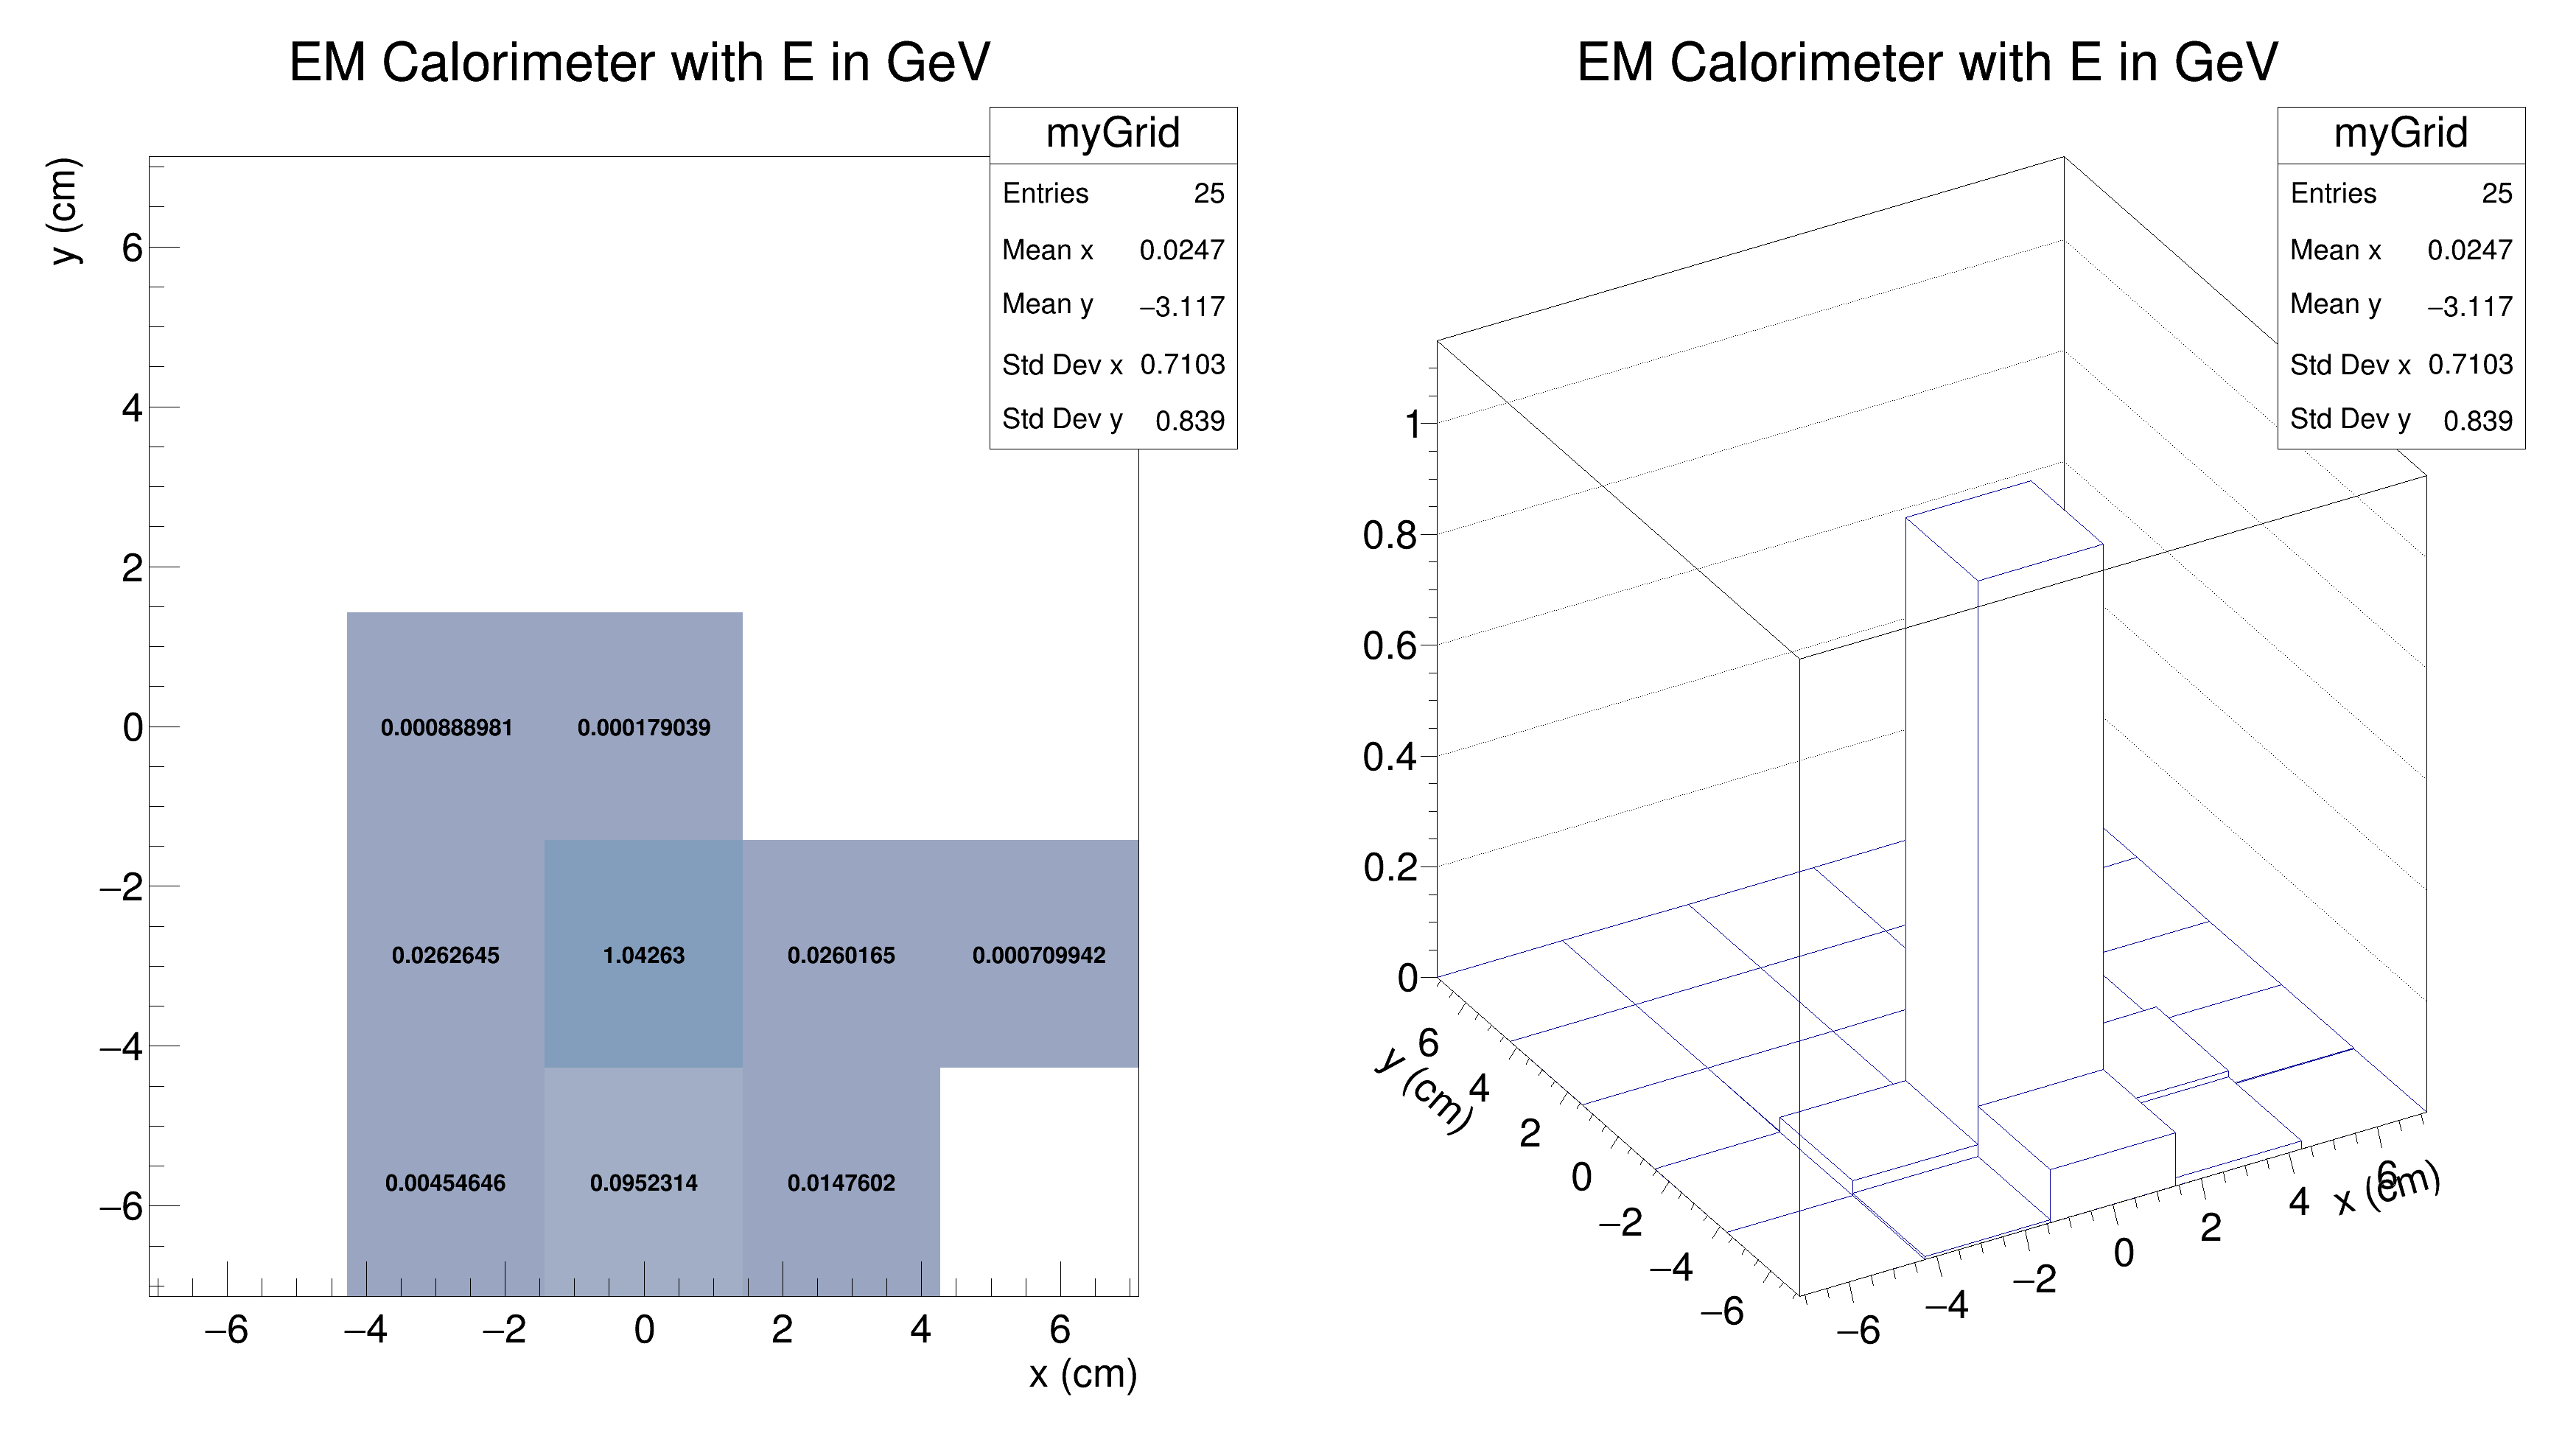 EM Calorimeter with E in GeV
myGrid
Entries 25
Mean x 0.0247
Mean y −3.117
Std Dev x 0.7103
Std Dev y 0.839
y (cm)
6
4
2
0
−2
−4
−6
0.000888981 0.000179039
0.0262645 1.04263 0.0260165 0.000709942
0.00454646 0.0952314 0.0147602
−6 −4 −2 0 2 4 6
x (cm)
EM Calorimeter with E in GeV
myGrid
Entries 25
Mean x 0.0247
Mean y −3.117
Std Dev x 0.7103
Std Dev y 0.839
1
0.8
0.6
0.4
0.2
0
6
4
2
0
−2
−4
−6
y (cm)
−6
−4
−2
0
2
4
6
x (cm)